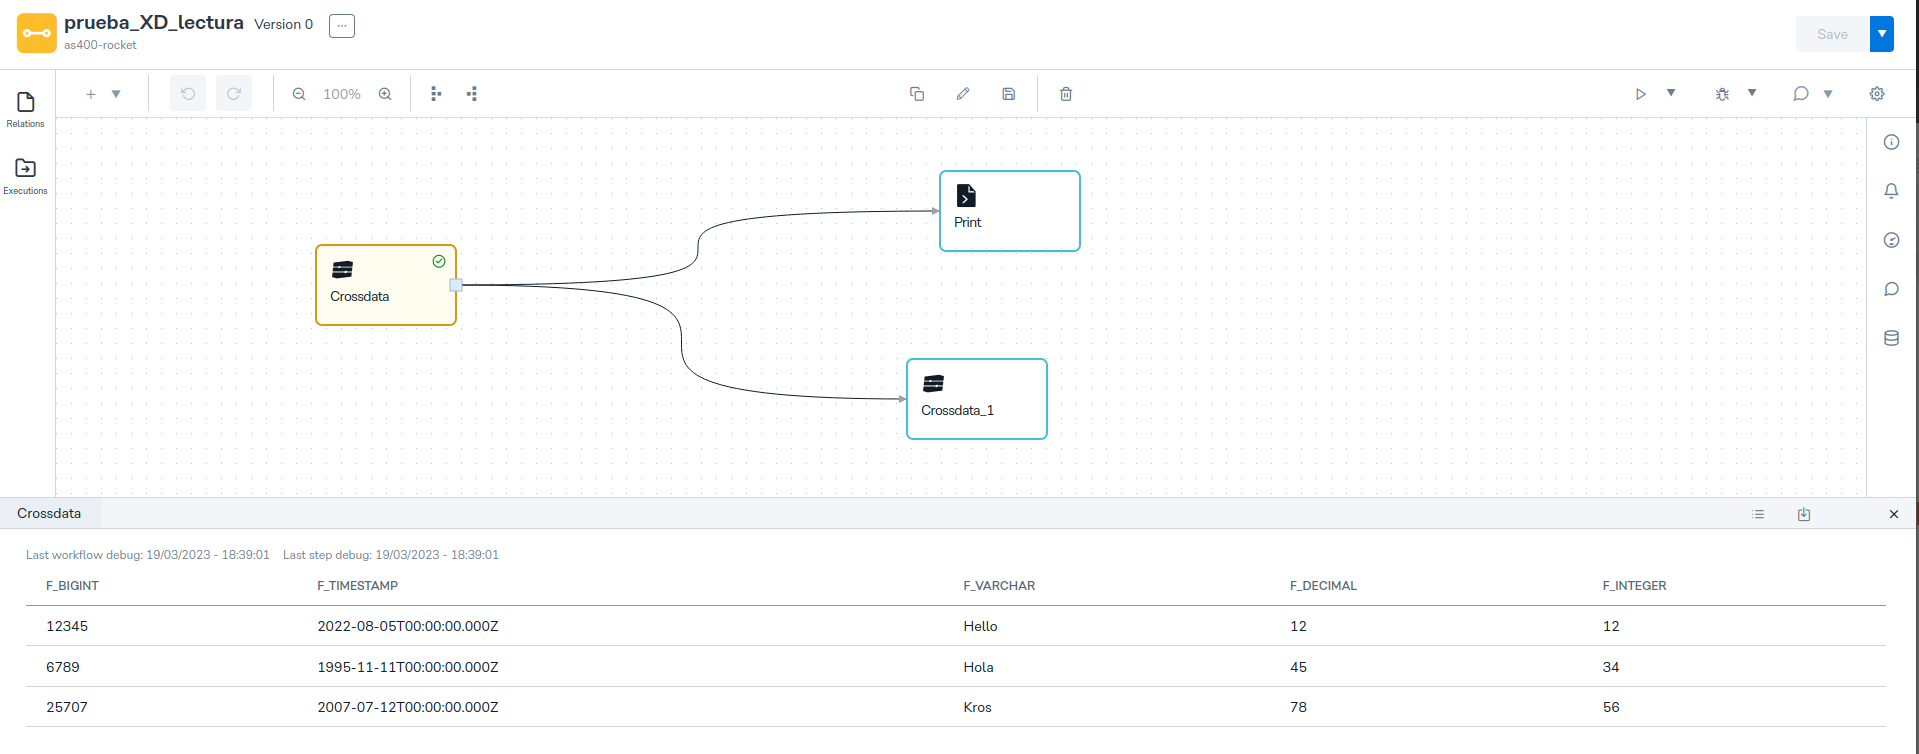 prueba_XD_lectura Version 0
as400-rocket
Save
100%
Relations
Executions
Print
Crossdata
Crossdata_1
Crossdata
Last workflow debug: 19/03/2023 - 18:39:01 Last step debug: 19/03/2023 - 18:39:01
F_BIGINT F_TIMESTAMP F_VARCHAR F_DECIMAL F_INTEGER
12345 2022-08-05T00:00:00.000Z Hello 12 12
6789 1995-11-11T00:00:00.000Z Hola 45 34
25707 2007-07-12T00:00:00.000Z Kros 78 56